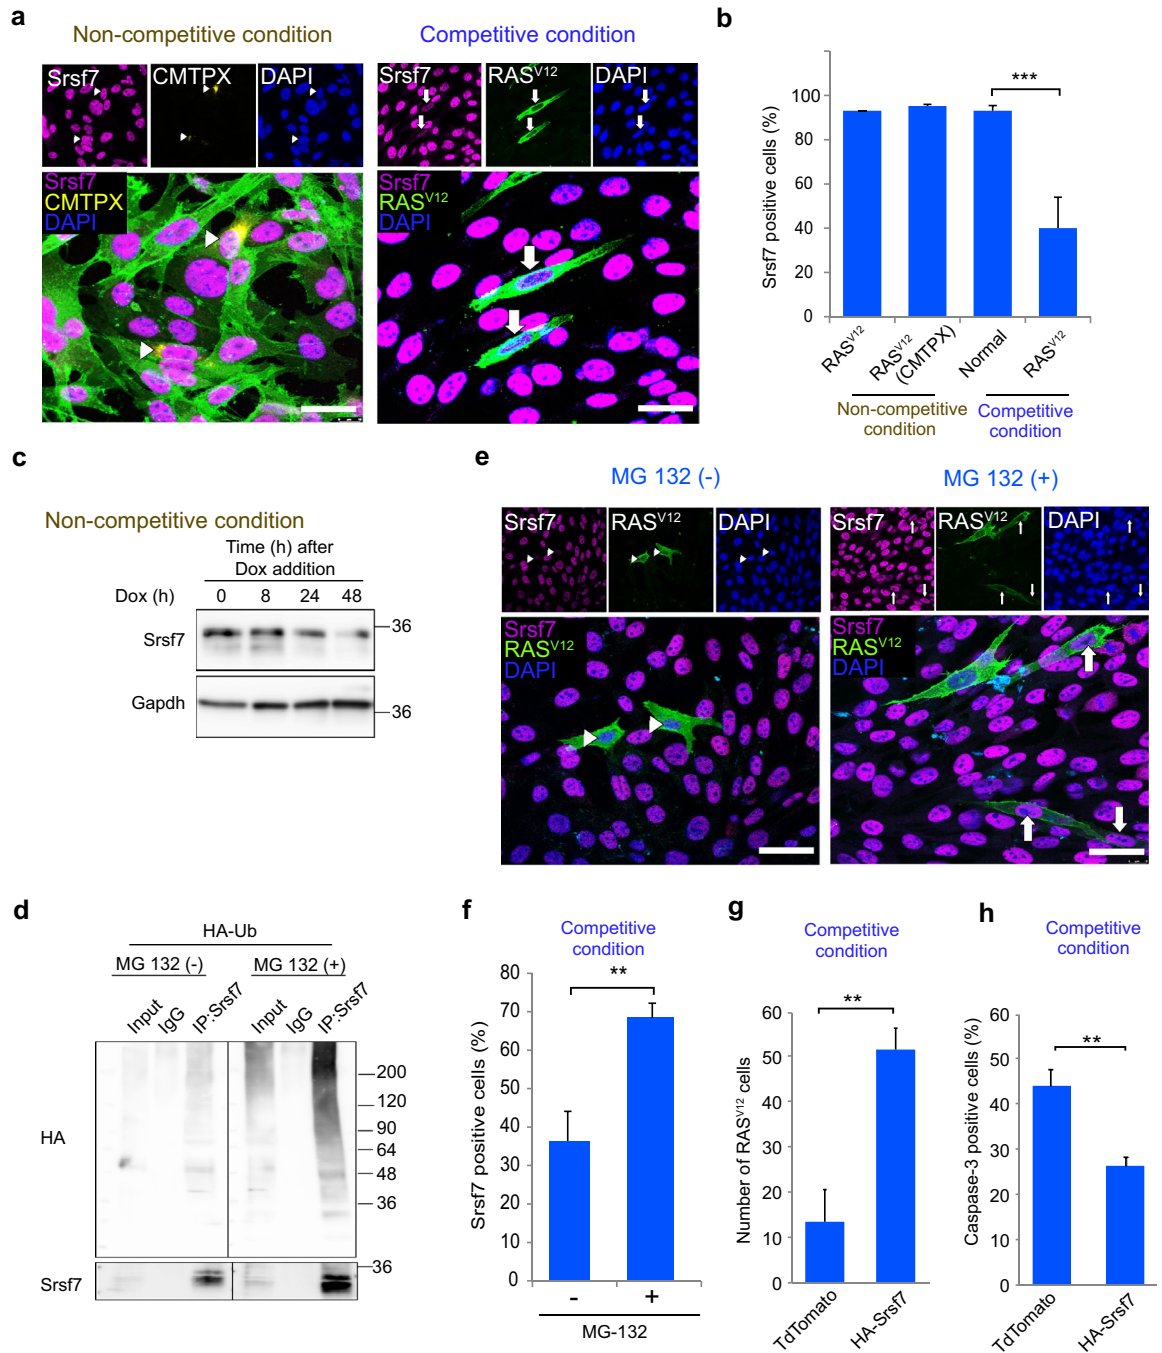 a
Non-competitive condition
Competitive condition
Srsf7
CMTPX
DAPI
Srsf7
RASV12
DAPI
Srsf7
CMTPX
DAPI
Srsf7
RASV12
DAPI
b
Srsf7 positive cells (%)
100
80
60
40
20
0
***
RASV12
RASV12 (CMTPX)
Normal
RASV12
Non-competitive condition
Competitive condition
c
Non-competitive condition
Time (h) after
Dox addition
Dox (h) 0 8 24 48
Srsf7
36
Gapdh
36
e
MG 132 (-)
MG 132 (+)
Srsf7
RASV12
DAPI
Srsf7
RASV12
DAPI
Srsf7
RASV12
DAPI
Srsf7
RASV12
DAPI
d
HA-Ub
MG 132 (-)
MG 132 (+)
Input
IgG
IP:Srsf7
Input
IgG
IP:Srsf7
HA
200
120
90
64
48
36
Srsf7
36
f
Competitive
condition
**
Srsf7 positive cells (%)
80
70
60
50
40
30
20
10
0
- +
MG-132
g
Competitive
condition
**
Number of RASV12 cells
60
50
40
30
20
10
0
TdTomato
HA-Srsf7
h
Competitive
condition
**
Caspase-3 positive cells (%)
60
50
40
30
20
10
0
TdTomato
HA-Srsf7